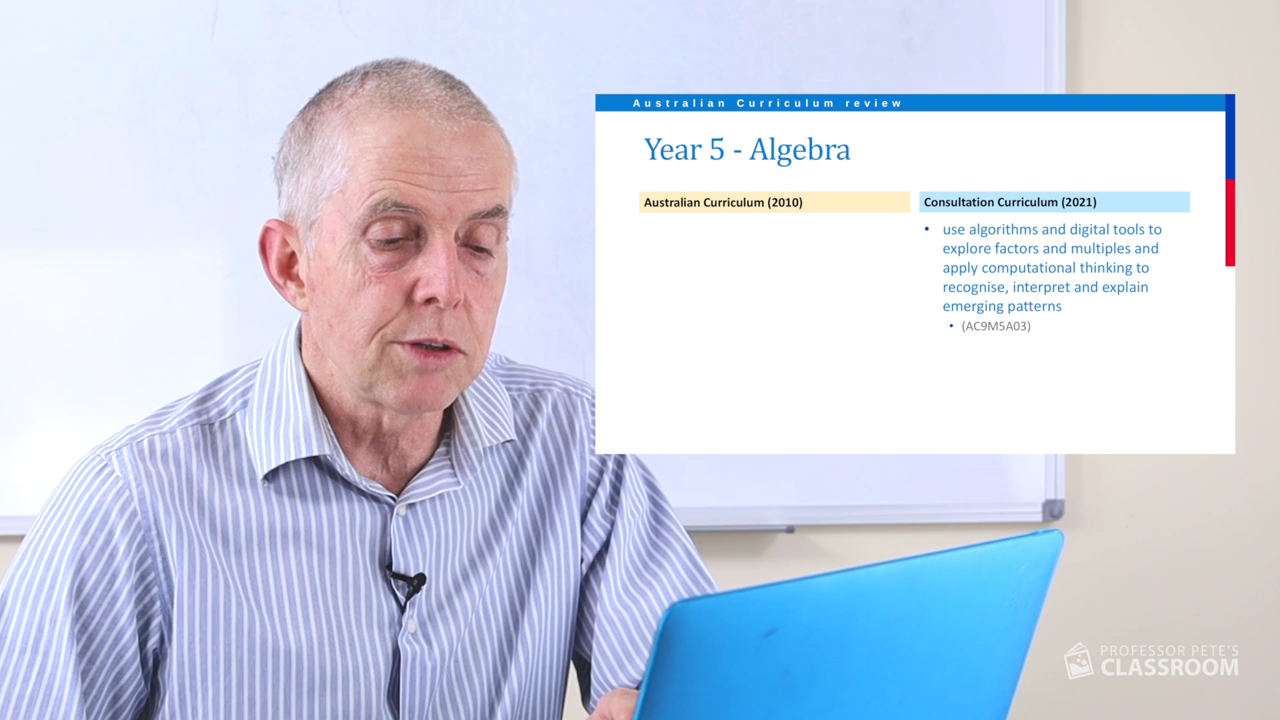 Australian Curriculum review
Year 5 - Algebra
Australian Curriculum (2010)
Consultation Curriculum (2021)
• use algorithms and digital tools to
explore factors and multiples and
apply computational thinking to
recognise, interpret and explain
emerging patterns
• (AC9M5A03)
PROFESSOR PETE'S
CLASSROOM